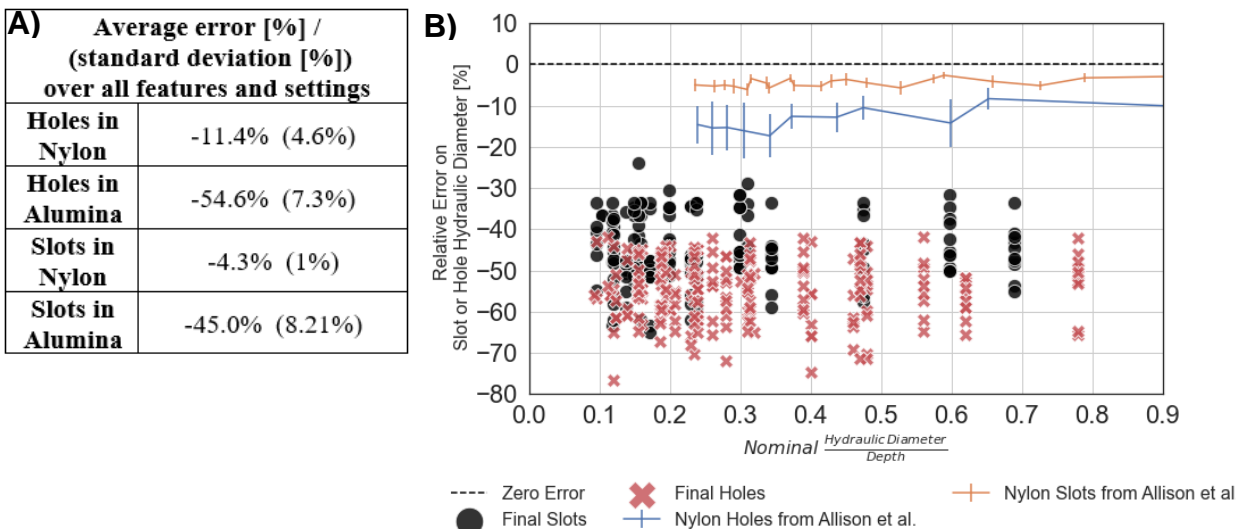 A)
Average error [%] /
(standard deviation [%])
over all features and settings
Holes in
Nylon
-11.4% (4.6%)
Holes in
Alumina
-54.6% (7.3%)
Slots in
Nylon
-4.3% (1%)
Slots in
Alumina
-45.0% (8.21%)
B)
Relative Error on
Slot or Hole Hydraulic Diameter [%]
10
0
−10
−20
−30
−40
−50
−60
−70
−80
0.0 0.1 0.2 0.3 0.4 0.5 0.6 0.7 0.8 0.9
Nominal Hydraulic Diameter
Depth
Zero Error
Final Slots
Final Holes
Nylon Holes from Allison et al.
Nylon Slots from Allison et al